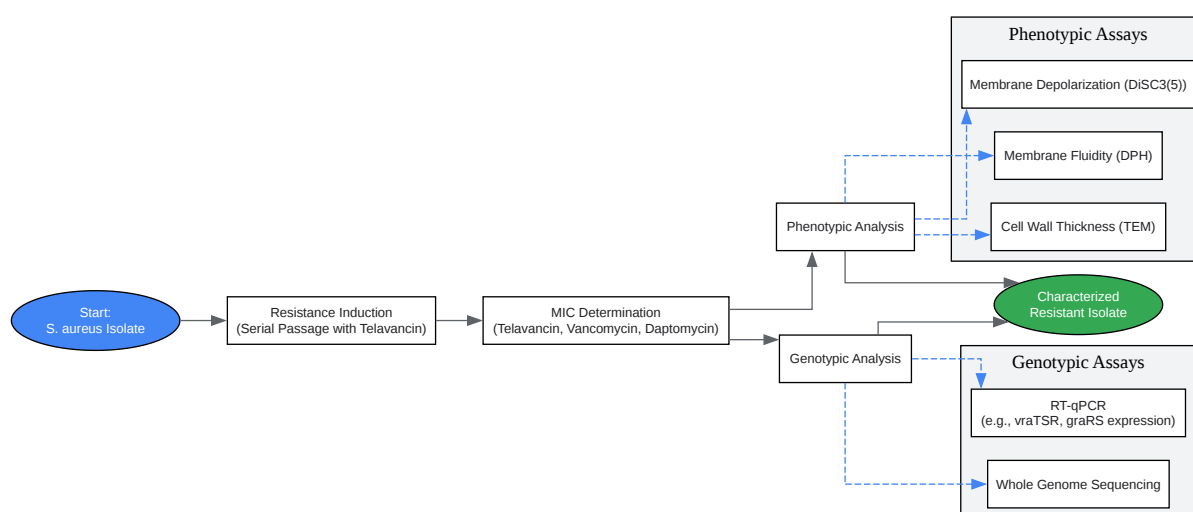 Phenotypic Assays
Membrane Depolarization (DiSC3(5))
Membrane Fluidity (DPH)
Phenotypic Analysis
Cell Wall Thickness (TEM)
Start:
S. aureus Isolate
Resistance Induction
(Serial Passage with Telavancin)
MIC Determination
(Telavancin, Vancomycin, Daptomycin)
Characterized
Resistant Isolate
Genotypic Analysis
Genotypic Assays
RT-qPCR
(e.g., vraTSR, graRS expression)
Whole Genome Sequencing